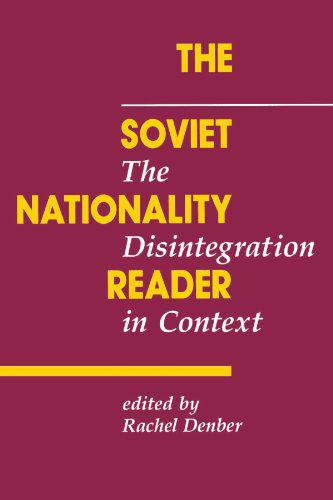 THE
SOVIET
The
NATIONALITY
Disintegration
READER
in Context
edited by
Rachel Denber